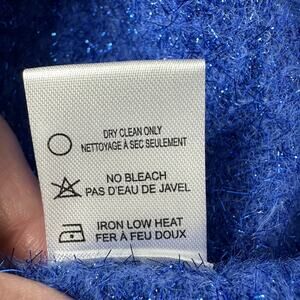 DRY CLEAN ONLY
NETTOYAGE À SEC SEULEMENT
NO BLEACH
PAS D'EAU DE JAVEL
IRON LOW HEAT
FER À FEU DOUX